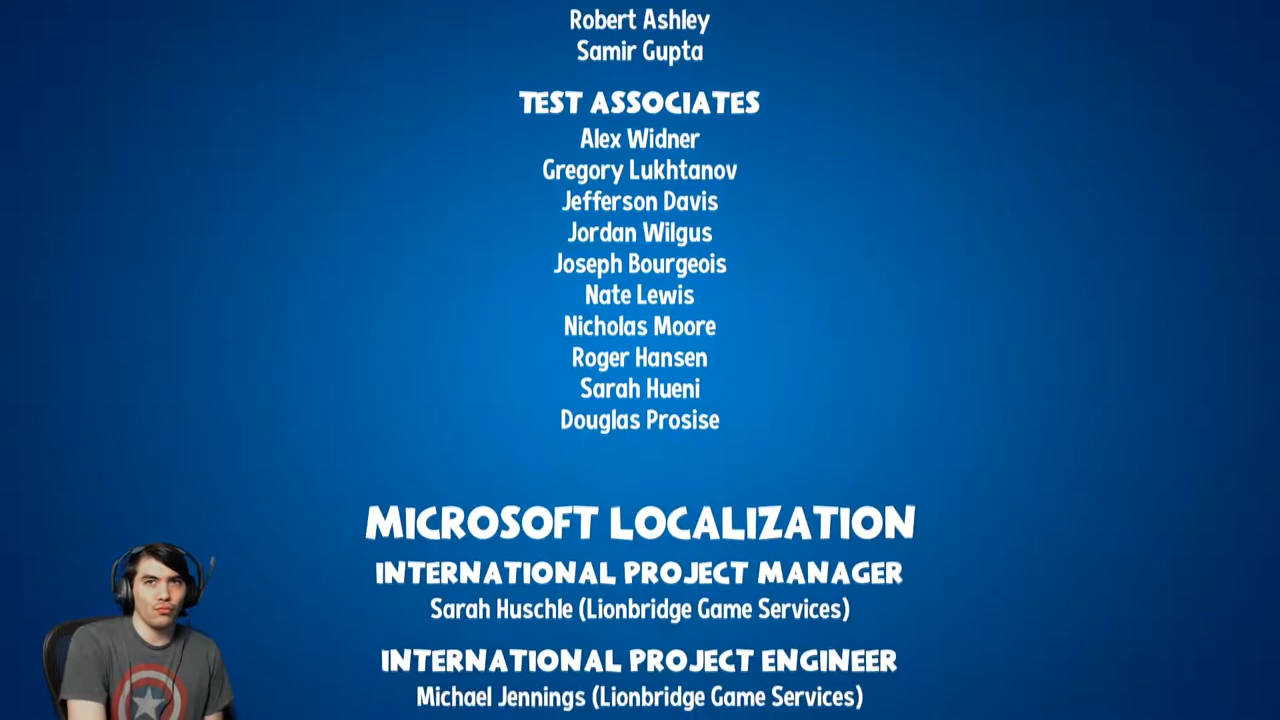 Robert Ashley
Samir Gupta
TEST ASSOCIATES
Alex Widner
Gregory Lukhtanov
Jefferson Davis
Jordan Wilgus
Joseph Bourgeois
Nate Lewis
Nicholas Moore
Roger Hansen
Sarah Hueni
Douglas Prosise
MICROSOFT LOCALIZATION
INTERNATIONAL PROJECT MANAGER
Sarah Huschle (Lionbridge Game Services)
INTERNATIONAL PROJECT ENGINEER
Michael Jennings (Lionbridge Game Services)